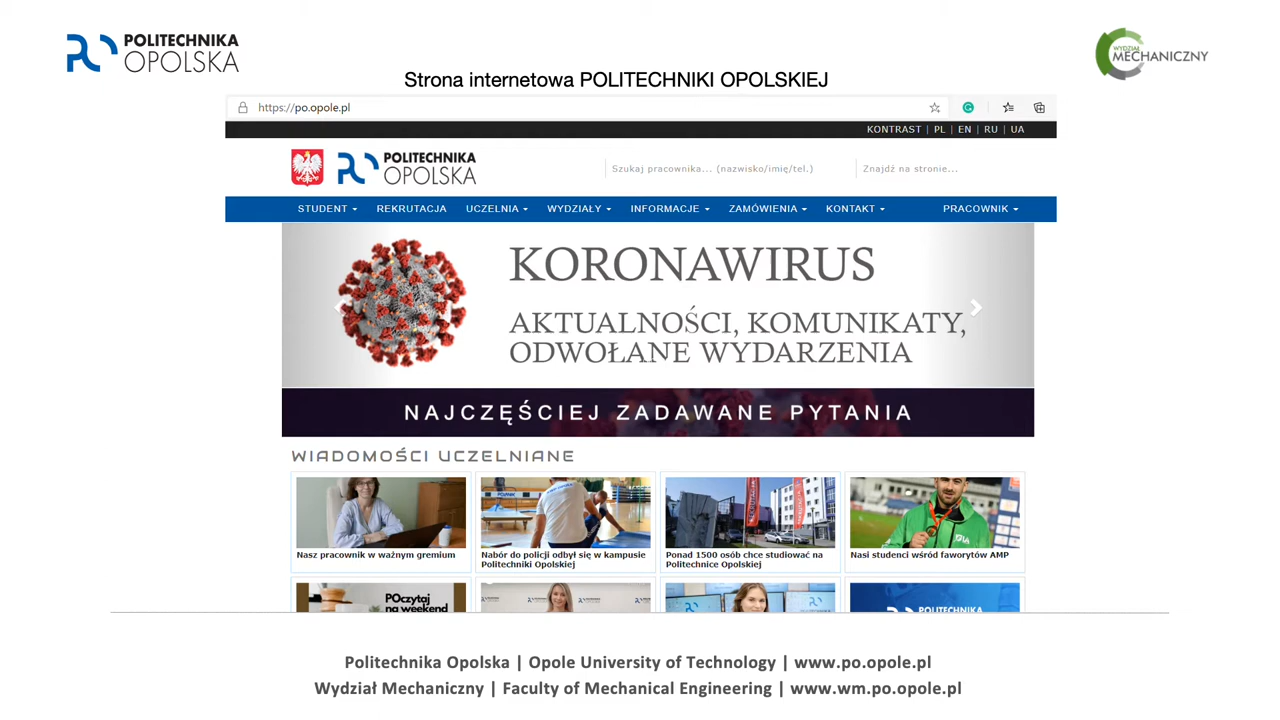 POLITECHNIKA
OPOLSKA
WYDZIAŁ
MECHANICZNY
Strona internetowa POLITECHNIKI OPOLSKIEJ
https://po.opole.pl
KONTRAST | PL | EN | RU | UA
POLITECHNIKA
OPOLSKA
Szukaj pracownika... (nazwisko/imię/tel.)
Znajdź na stronie...
STUDENT REKRUTACJA UCZELNIA WYDZIAŁY INFORMACJE ZAMÓWIENIA KONTAKT PRACOWNIK
KORONAWIRUS
AKTUALNOŚCI, KOMUNIKATY,
ODWOŁANE WYDARZENIA
NAJCZĘŚCIEJ ZADAWANE PYTANIA
WIADOMOŚCI UCZELNIANE
Nasz pracownik w ważnym gremium
Nabór do policji odbył się w kampusie
Politechniki Opolskiej
Ponad 1500 osób chce studiować na
Politechnice Opolskiej
Nasi studenci wśród faworytów AMP
POczytaj
na weekend
POLITECHNIKA
Politechnika Opolska | Opole University of Technology | www.po.opole.pl
Wydział Mechaniczny | Faculty of Mechanical Engineering | www.wm.po.opole.pl